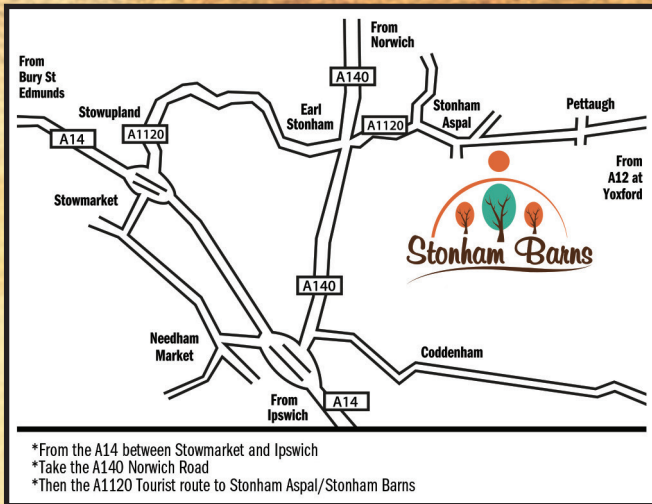 From
Norwich
From
Bury St
Edmunds
A140
Stowupland
Earl
Stonham
A1120
Stonham
Aspal
Pettaugh
A14
A1120
From
A12 at
Yoxford
Stowmarket
Stonham Barns
A140
Needham
Market
Coddenham
From
Ipswich
A14
*From the A14 between Stowmarket and Ipswich
*Take the A140 Norwich Road
*Then the A1120 Tourist route to Stonham Aspal/Stonham Barns